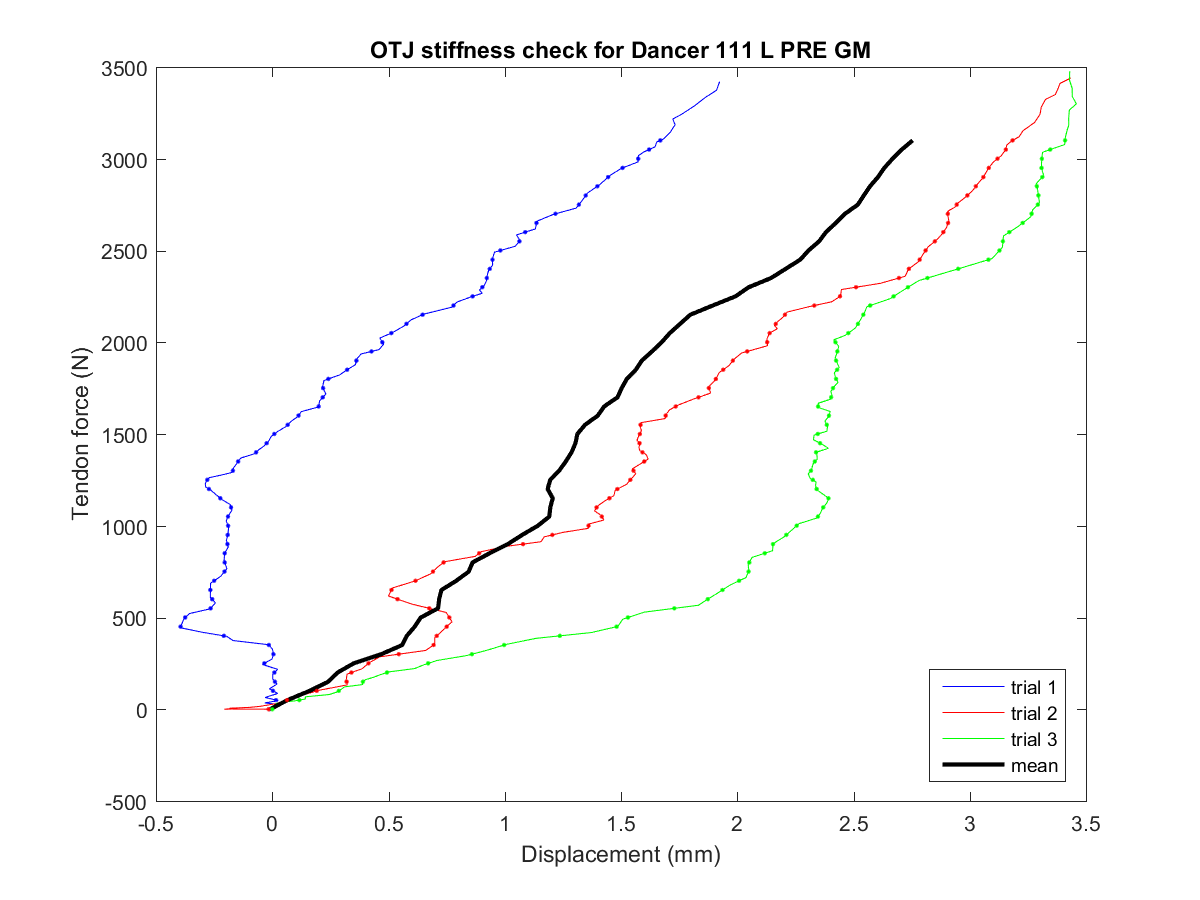 OTJ stiffness check for Dancer 111 L PRE GM
3500
3000
2500
2000
1500
1000
500
0
-500
Tendon force (N)
trial 1
trial 2
trial 3
mean
-0.5 0 0.5 1 1.5 2 2.5 3 3.5
Displacement (mm)